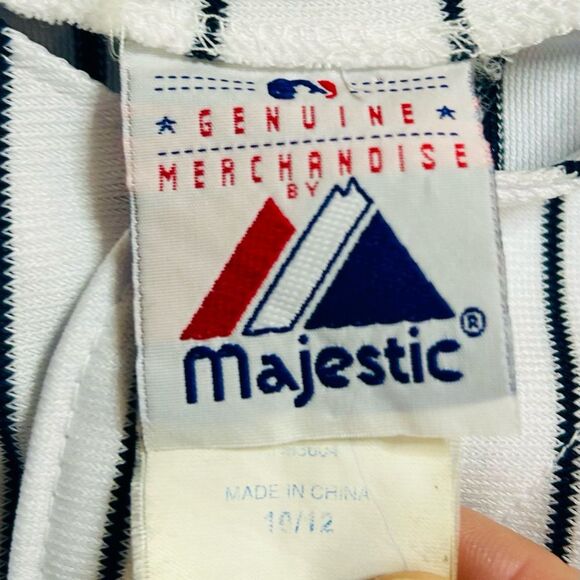 GENUINE
MERCHANDISE
BY
Majestic®
MADE IN CHINA
10/12